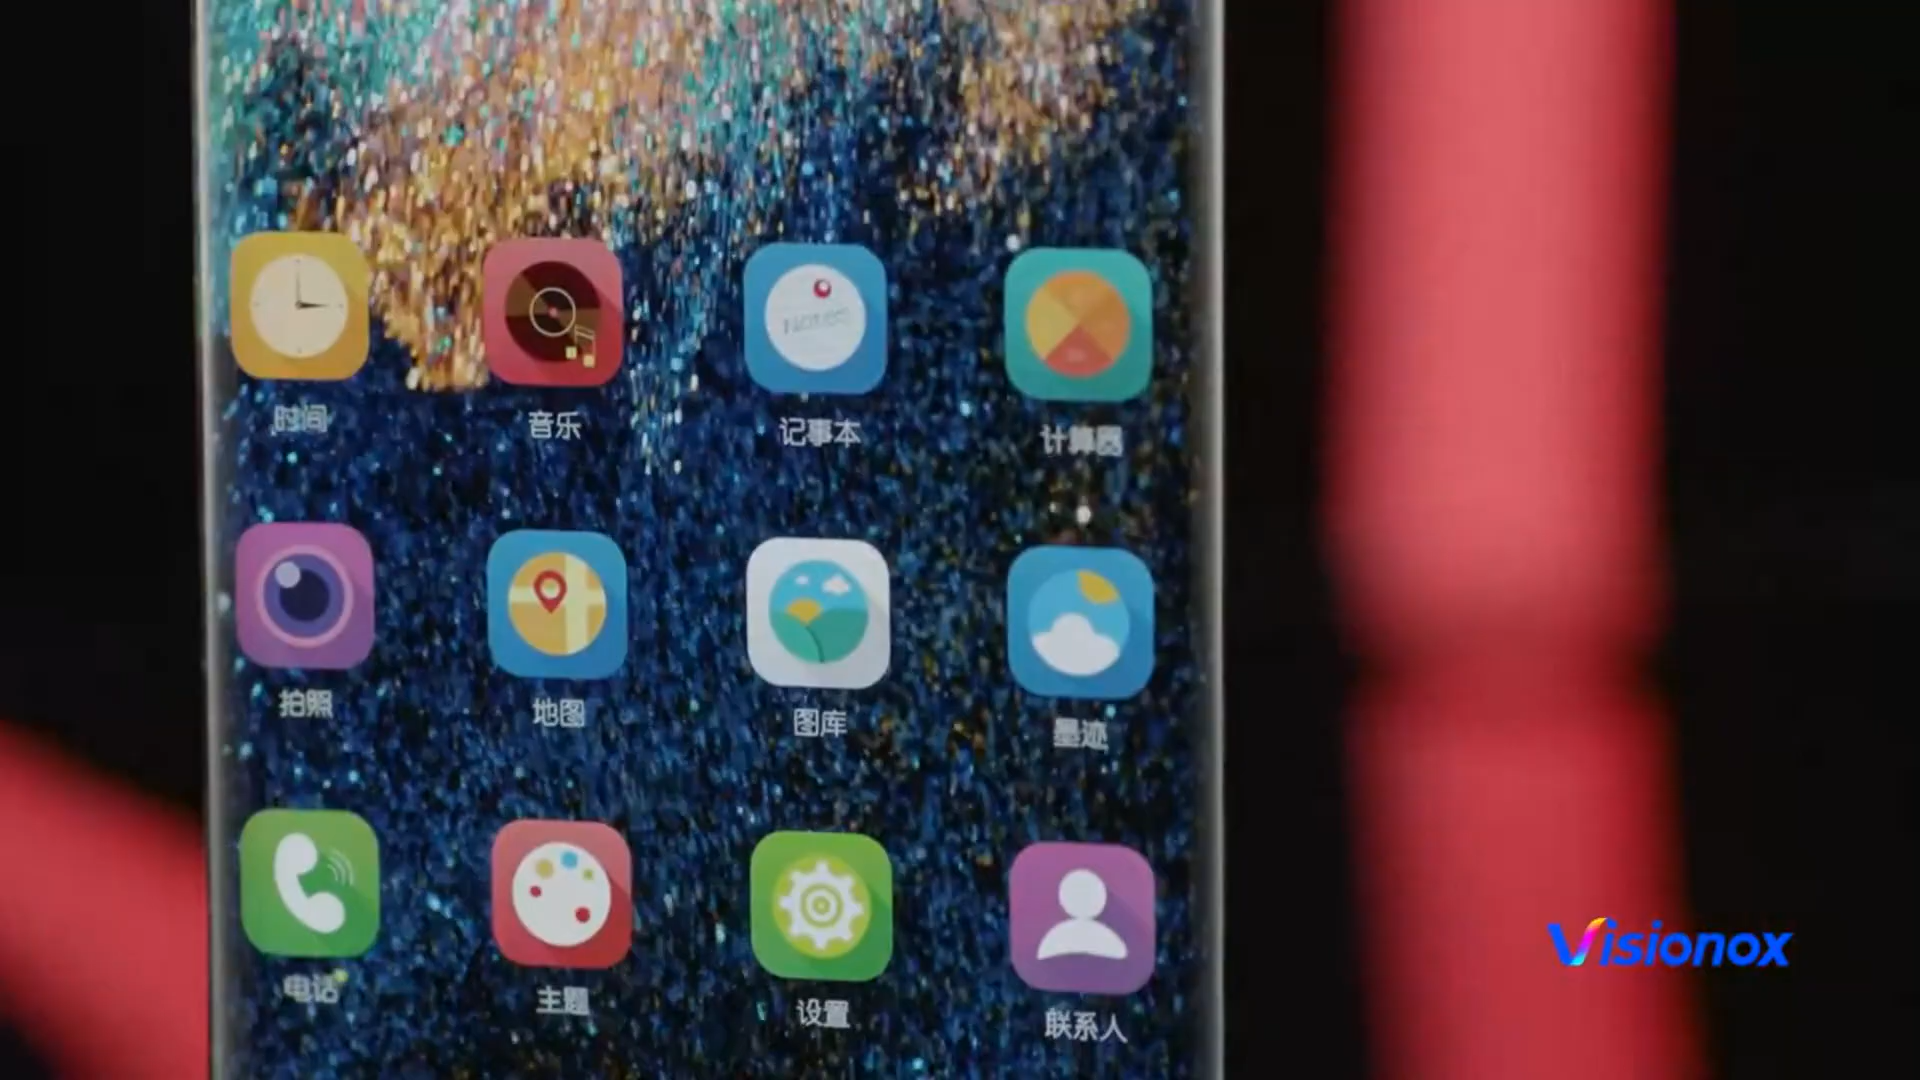 时间
音乐
记事本
计算器
拍照
地图
图库
墨迹
电话
主题
设置
联系人
Visionox